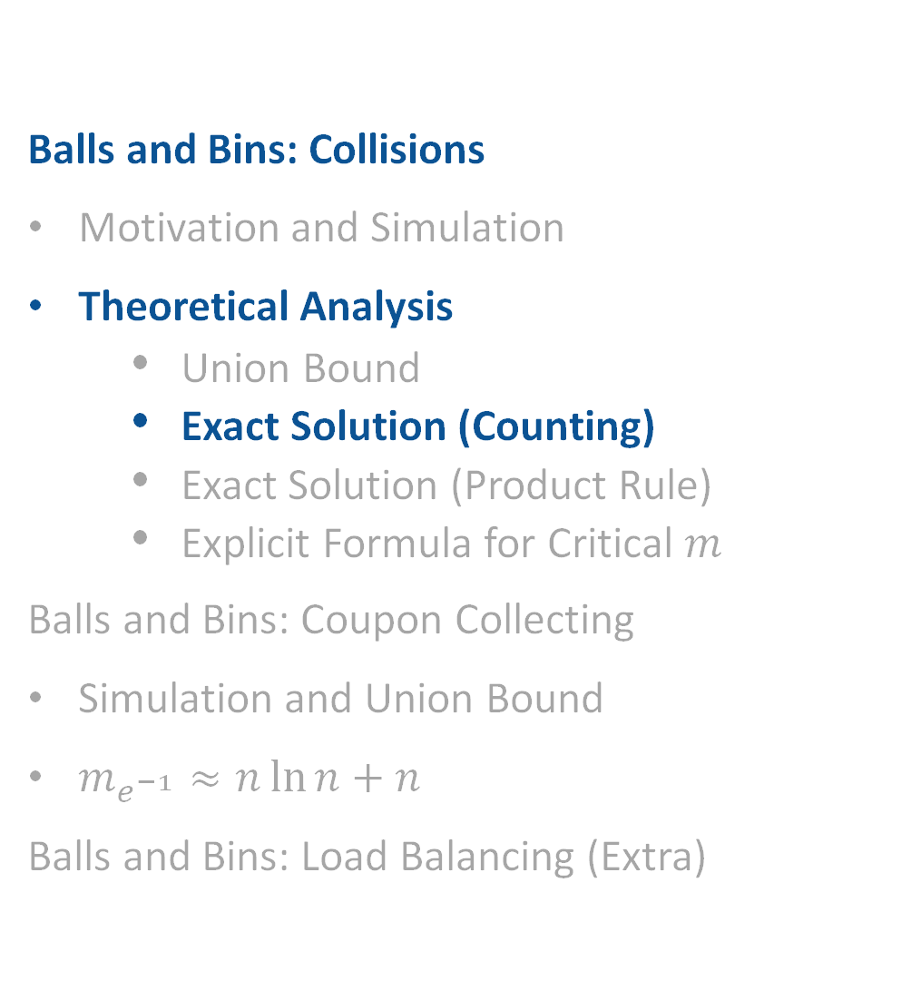 Balls and Bins: Collisions
• Motivation and Simulation
• Theoretical Analysis
• Union Bound
• Exact Solution (Counting)
• Exact Solution (Product Rule)
• Explicit Formula for Critical 𝑚
Balls and Bins: Coupon Collecting
• Simulation and Union Bound
• 𝑚_{𝑒^{−1}} ≈ 𝑛 ln 𝑛 + 𝑛
Balls and Bins: Load Balancing (Extra)